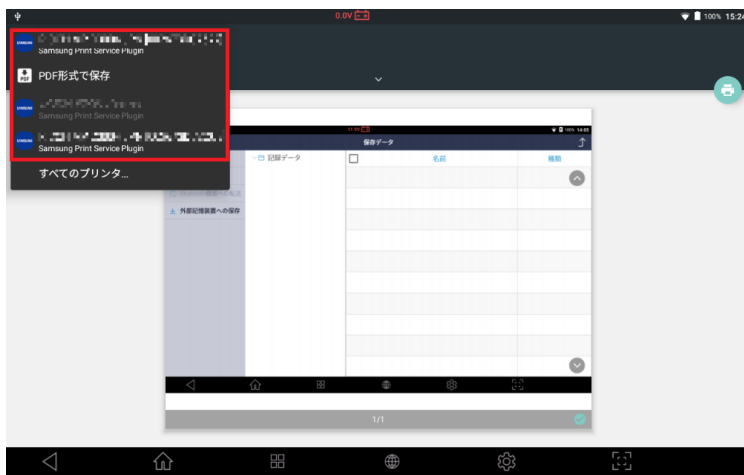 0.0V
100% 15:24
Samsung Print Service Plugin
PDF形式で保存
Samsung Print Service Plugin
Samsung Print Service Plugin
すべてのプリンタ...
100% 14:03
保存データ
記録データ
名前
種類
外部記憶装置への保存
1/1